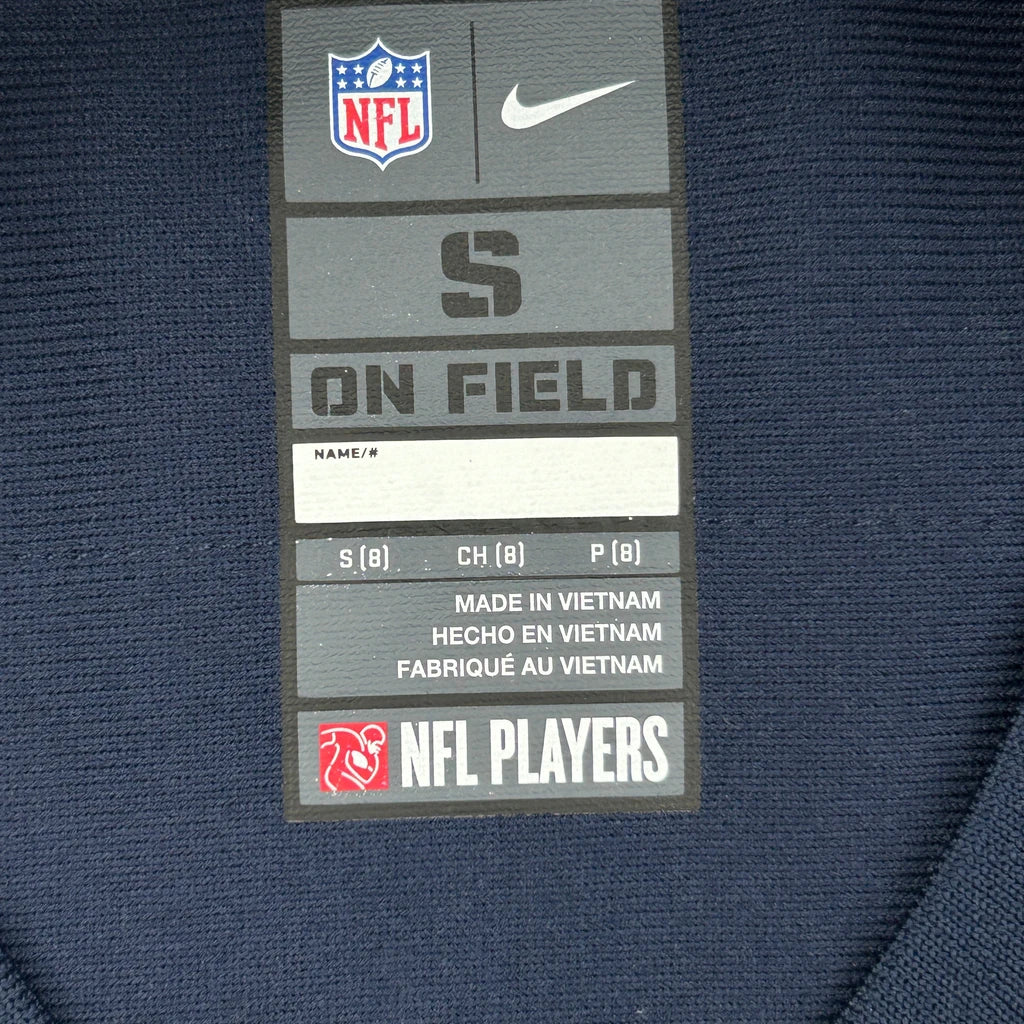 NFL
S
ON FIELD
NAME/#
S (8) CH (8) P (8)
MADE IN VIETNAM
HECHO EN VIETNAM
FABRIQUÉ AU VIETNAM
NFL PLAYERS